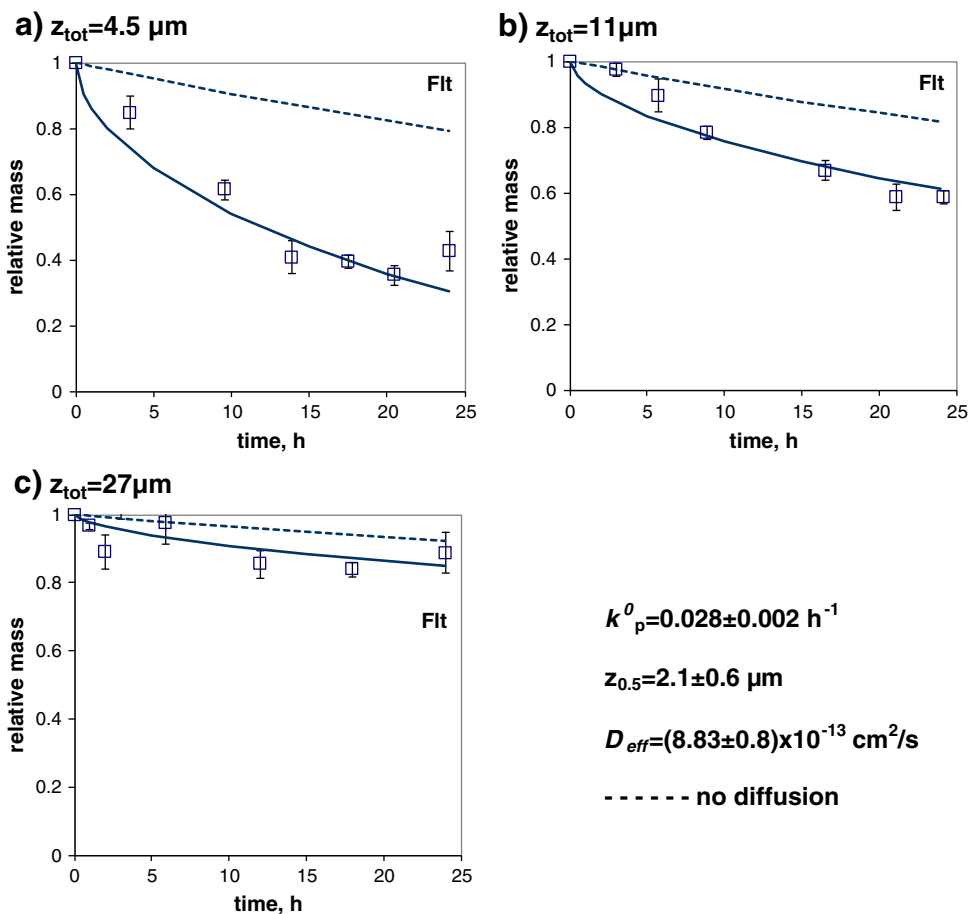 a) z_tot=4.5 µm
relative mass
1
0.8
0.6
0.4
0.2
0
0 5 10 15 20 25
time, h
Flt
b) z_tot=11µm
relative mass
1
0.8
0.6
0.4
0.2
0
0 5 10 15 20 25
time, h
Flt
c) z_tot=27µm
relative mass
1
0.8
0.6
0.4
0.2
0
0 5 10 15 20 25
time, h
Flt
k⁰_p=0.028±0.002 h⁻¹
z_0.5=2.1±0.6 µm
D_eff=(8.83±0.8)x10⁻¹³ cm²/s
------ no diffusion